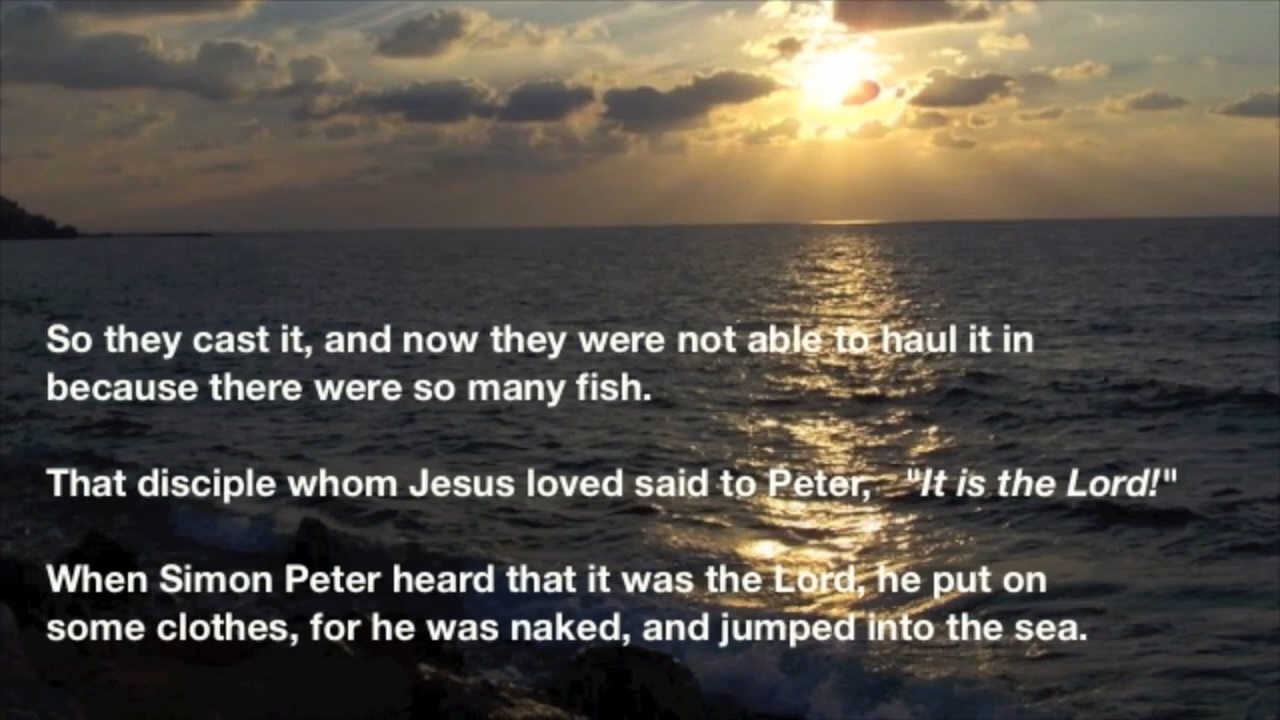 So they cast it, and now they were not able to haul it in
because there were so many fish.
That disciple whom Jesus loved said to Peter, "It is the Lord!"
When Simon Peter heard that it was the Lord, he put on
some clothes, for he was naked, and jumped into the sea.